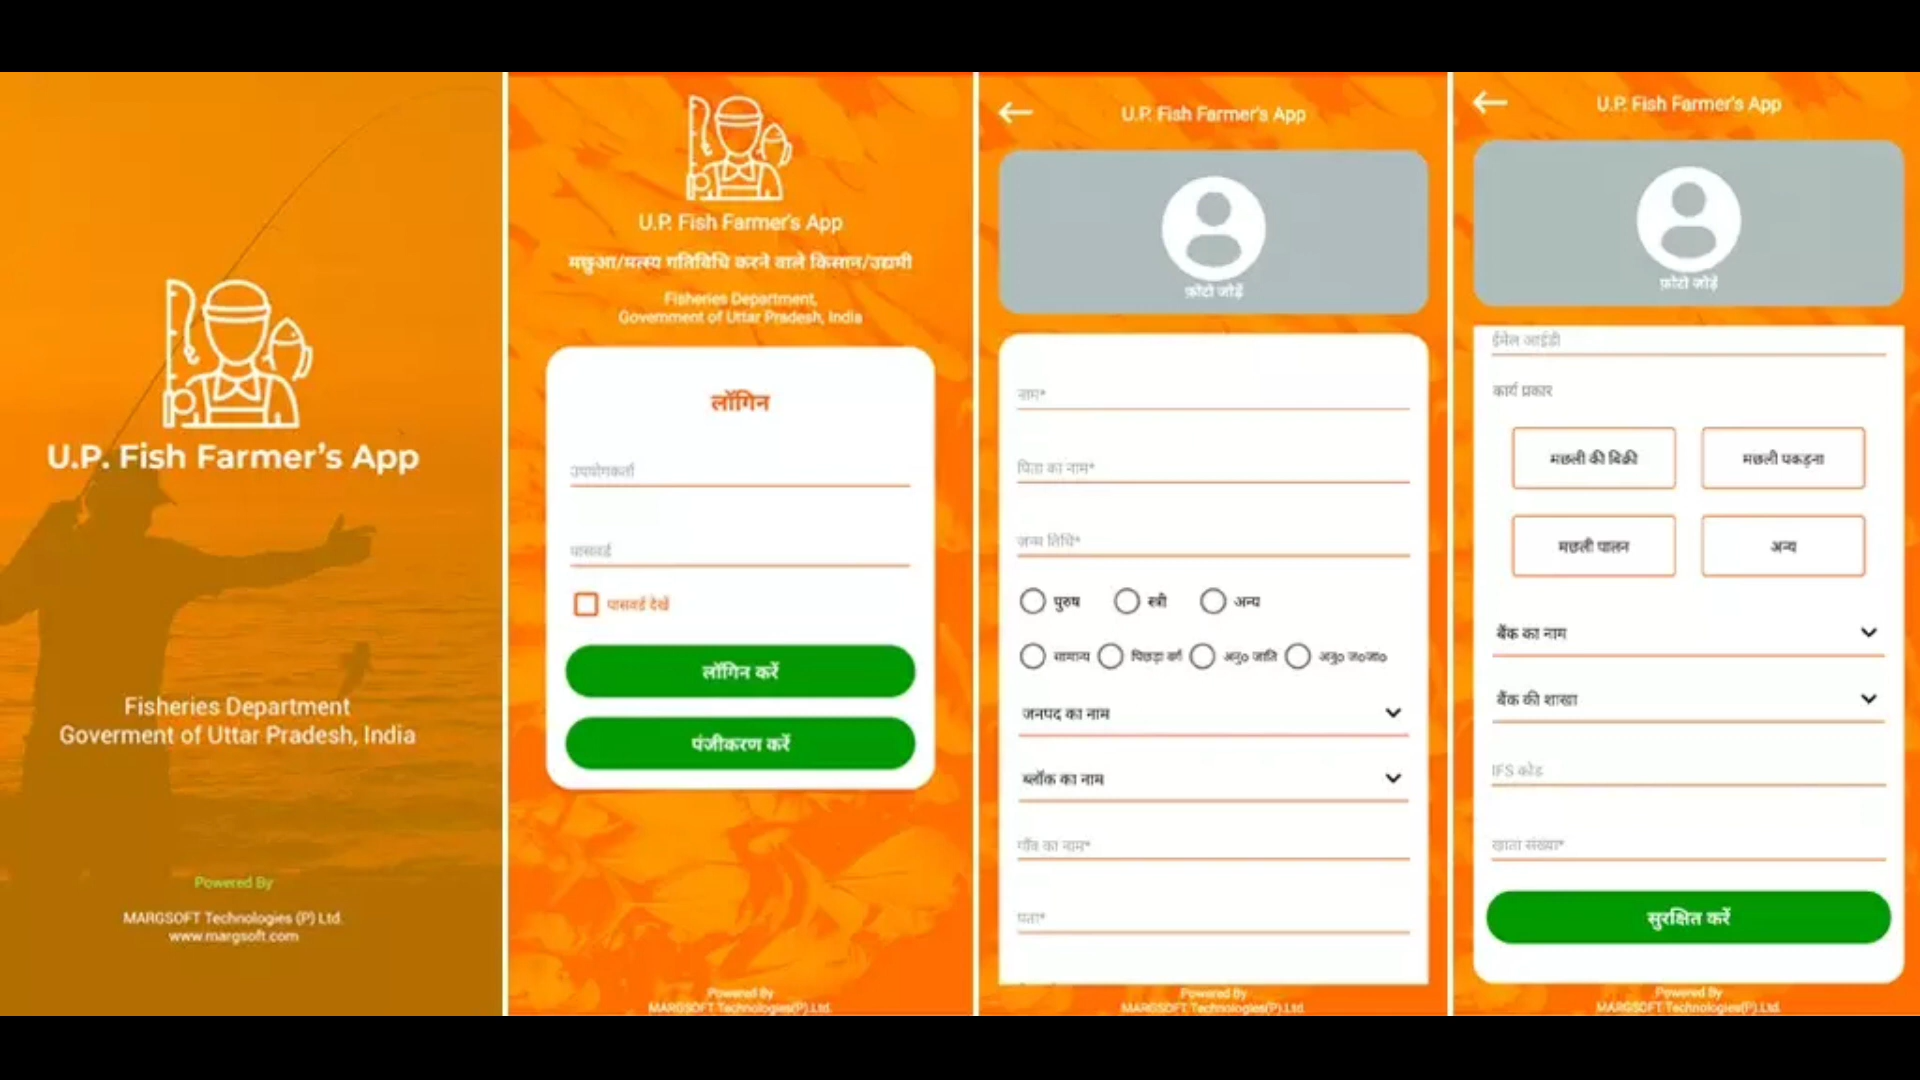 U.P. Fish Farmer's App
Fisheries Department
Goverment of Uttar Pradesh, India
Powered By
MARGSOFT Technologies (P) Ltd.
www.margsoft.com
U.P. Fish Farmer's App
मछुआ/मत्स्य गतिविधि करने वाले किसान/उद्यमी
Fisheries Department,
Government of Uttar Pradesh, India
लॉगिन
उपयोगकर्ता
पासवर्ड
पासवर्ड देखें
लॉगिन करें
पंजीकरण करें
Powered By
MARGSOFT Technologies(P).Ltd.
U.P. Fish Farmer's App
फ़ोटो जोड़ें
नाम*
पिता का नाम*
जन्म तिथि*
पुरुष स्त्री अन्य
सामान्य पिछड़ा वर्ग अनु० जाति अनु० ज०जा०
जनपद का नाम
ब्लॉक का नाम
गाँव का नाम*
पता*
Powered By
MARGSOFT Technologies(P).Ltd.
U.P. Fish Farmer's App
फ़ोटो जोड़ें
ईमेल आईडी
कार्य प्रकार
मछली की बिक्री मछली पकड़ना
मछली पालन अन्य
बैंक का नाम
बैंक की शाखा
IFS कोड
खाता संख्या*
सुरक्षित करें
Powered By
MARGSOFT Technologies(P).Ltd.